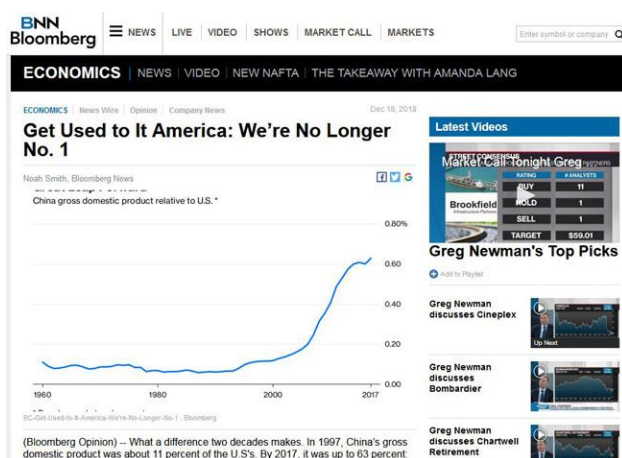 BNN
Bloomberg
NEWS LIVE VIDEO SHOWS MARKET CALL MARKETS
Enter symbol or company
ECONOMICS NEWS VIDEO NEW NAFTA THE TAKEAWAY WITH AMANDA LANG
ECONOMICS News Wire Opinion Company News
Dec 18, 2018
Get Used to It America: We're No Longer
No. 1
Noah Smith, Bloomberg News
China gross domestic product relative to U.S. *
0.80%
0.60
0.40
0.20
0.00
1960 1980 2000 2017
BC-Get-Used-to-It-America-We're-No-Longer-No-1 , Bloomberg
(Bloomberg Opinion) -- What a difference two decades makes. In 1997, China's gross
domestic product was about 11 percent of the U.S's. By 2017, it was up to 63 percent:
Latest Videos
STREET CONSENSUS
Market Call Tonight Greg
PARTNERS
RATING # ANALYSTS
BUY 11
Brookfield
Infrastructure Partners
HOLD 1
SELL 1
TARGET $59.01
Greg Newman's Top Picks
Add to Playlist
Greg Newman
discusses Cineplex
Up Next
Greg Newman
discusses
Bombardier
Greg Newman
discusses Chartwell
Retirement